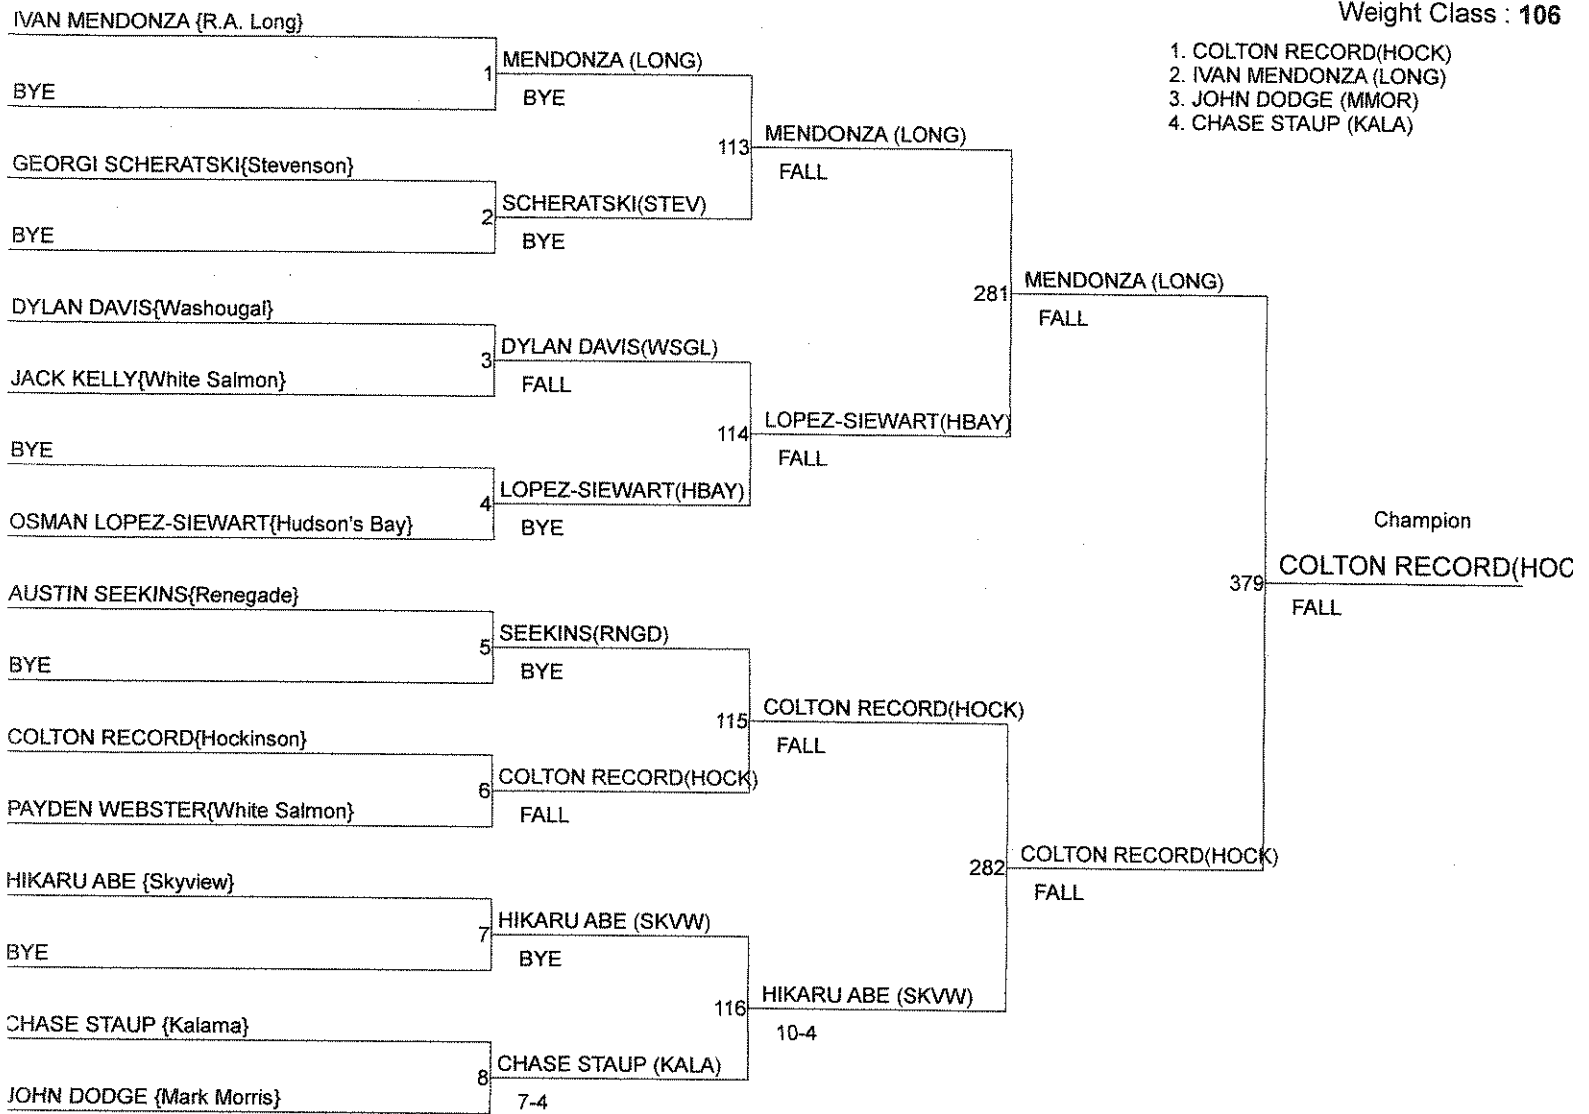 Weight Class : 106
1. COLTON RECORD(HOCK)
2. IVAN MENDONZA (LONG)
3. JOHN DODGE (MMOR)
4. CHASE STAUP (KALA)
IVAN MENDONZA {R.A. Long}
BYE
GEORGI SCHERATSKI{Stevenson}
BYE
DYLAN DAVIS{Washougal}
JACK KELLY{White Salmon}
BYE
OSMAN LOPEZ-SIEWART{Hudson's Bay}
AUSTIN SEEKINS{Renegade}
BYE
COLTON RECORD{Hockinson}
PAYDEN WEBSTER{White Salmon}
HIKARU ABE {Skyview}
BYE
CHASE STAUP {Kalama}
JOHN DODGE {Mark Morris}
1 MENDONZA (LONG)
BYE
2 SCHERATSKI(STEV)
BYE
3 DYLAN DAVIS(WSGL)
FALL
4 LOPEZ-SIEWART(HBAY)
BYE
5 SEEKINS(RNGD)
BYE
6 COLTON RECORD(HOCK)
FALL
7 HIKARU ABE (SKVW)
BYE
8 CHASE STAUP (KALA)
7-4
113 MENDONZA (LONG)
FALL
114 LOPEZ-SIEWART(HBAY)
FALL
115 COLTON RECORD(HOCK)
FALL
116 HIKARU ABE (SKVW)
10-4
281 MENDONZA (LONG)
FALL
282 COLTON RECORD(HOCK)
FALL
Champion
379 COLTON RECORD(HOC
FALL